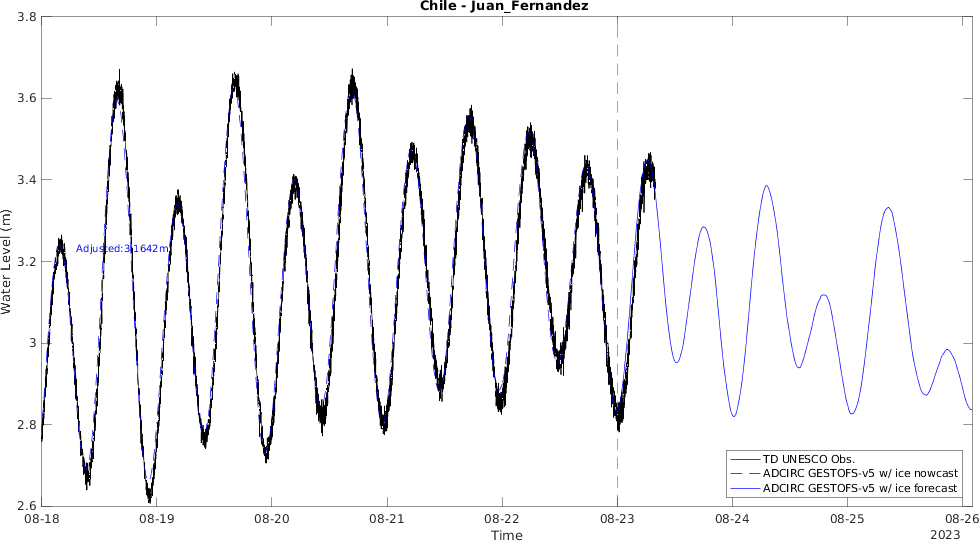 Chile - Juan_Fernandez
3.8
3.6
3.4
3.2
3
2.8
2.6
Water Level (m)
Adjusted:3.1642m
TD UNESCO Obs.
ADCIRC GESTOFS-v5 w/ ice nowcast
ADCIRC GESTOFS-v5 w/ ice forecast
08-18 08-19 08-20 08-21 08-22 08-23 08-24 08-25 08-26
Time
2023